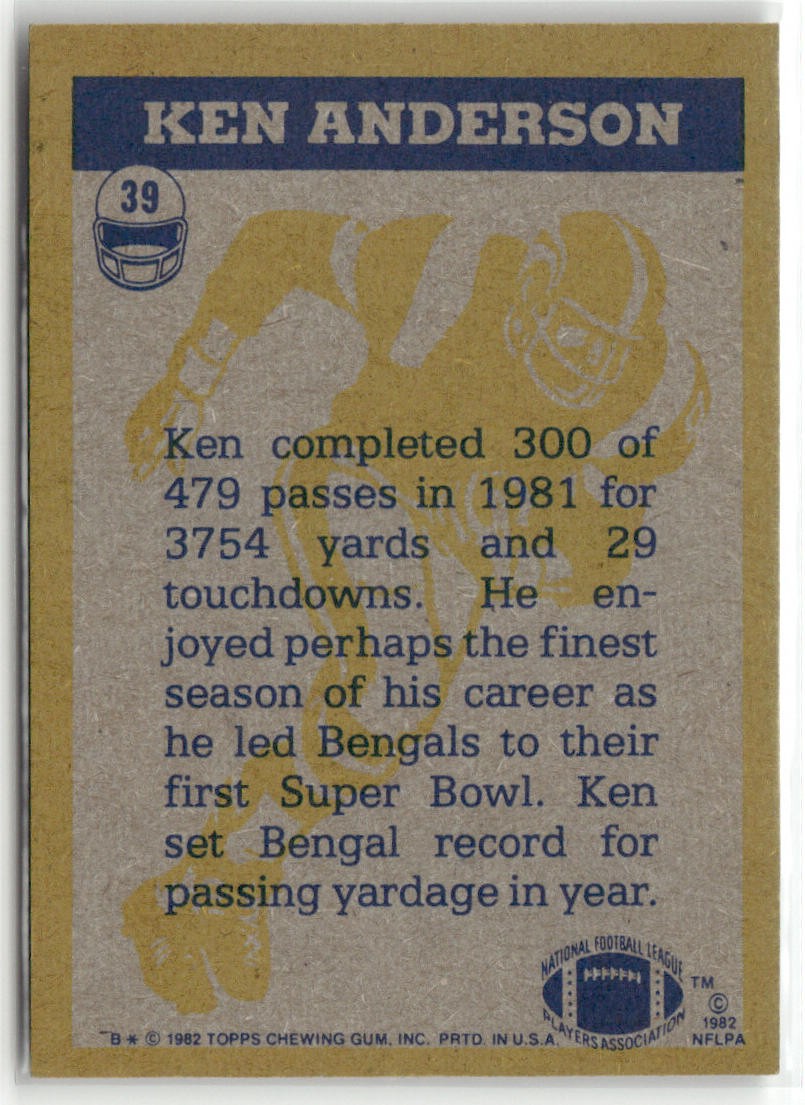 KEN ANDERSON
39
Ken completed 300 of
479 passes in 1981 for
3754 yards and 29
touchdowns. He en-
joyed perhaps the finest
season of his career as
he led Bengals to their
first Super Bowl. Ken
set Bengal record for
passing yardage in year.
NATIONAL FOOTBALL LEAGUE
PLAYERS ASSOCIATION
TM
©
1982
NFLPA
B * © 1982 TOPPS CHEWING GUM, INC. PRTD. IN U.S.A.